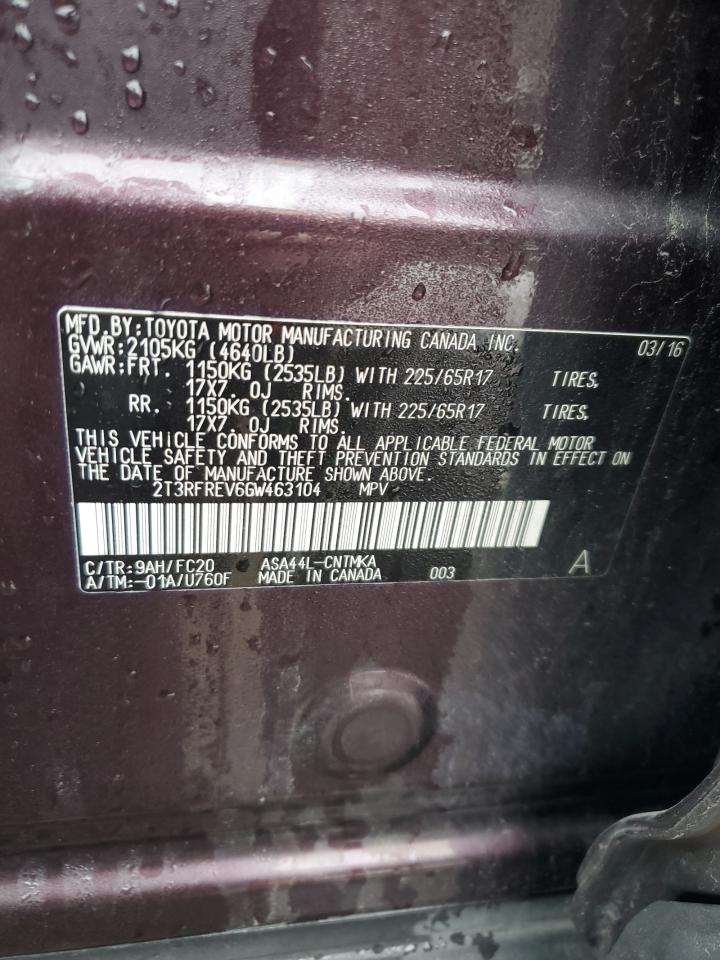 MFD.BY:TOYOTA MOTOR MANUFACTURING CANADA INC. 03/16
GVWR:2105KG (4640LB)
GAWR:FRT. 1150KG (2535LB) WITH 225/65R17 TIRES,
17X7. 0J RIMS.
RR. 1150KG (2535LB) WITH 225/65R17 TIRES,
17X7. 0J RIMS.
THIS VEHICLE CONFORMS TO ALL APPLICABLE FEDERAL MOTOR
VEHICLE SAFETY AND THEFT PREVENTION STANDARDS IN EFFECT ON
THE DATE OF MANUFACTURE SHOWN ABOVE.
2T3RFREV6GW463104 MPV
C/TR:9AH/FC20 ASA44L-CNTMKA A
A/TM:-01A/U760F MADE IN CANADA 003